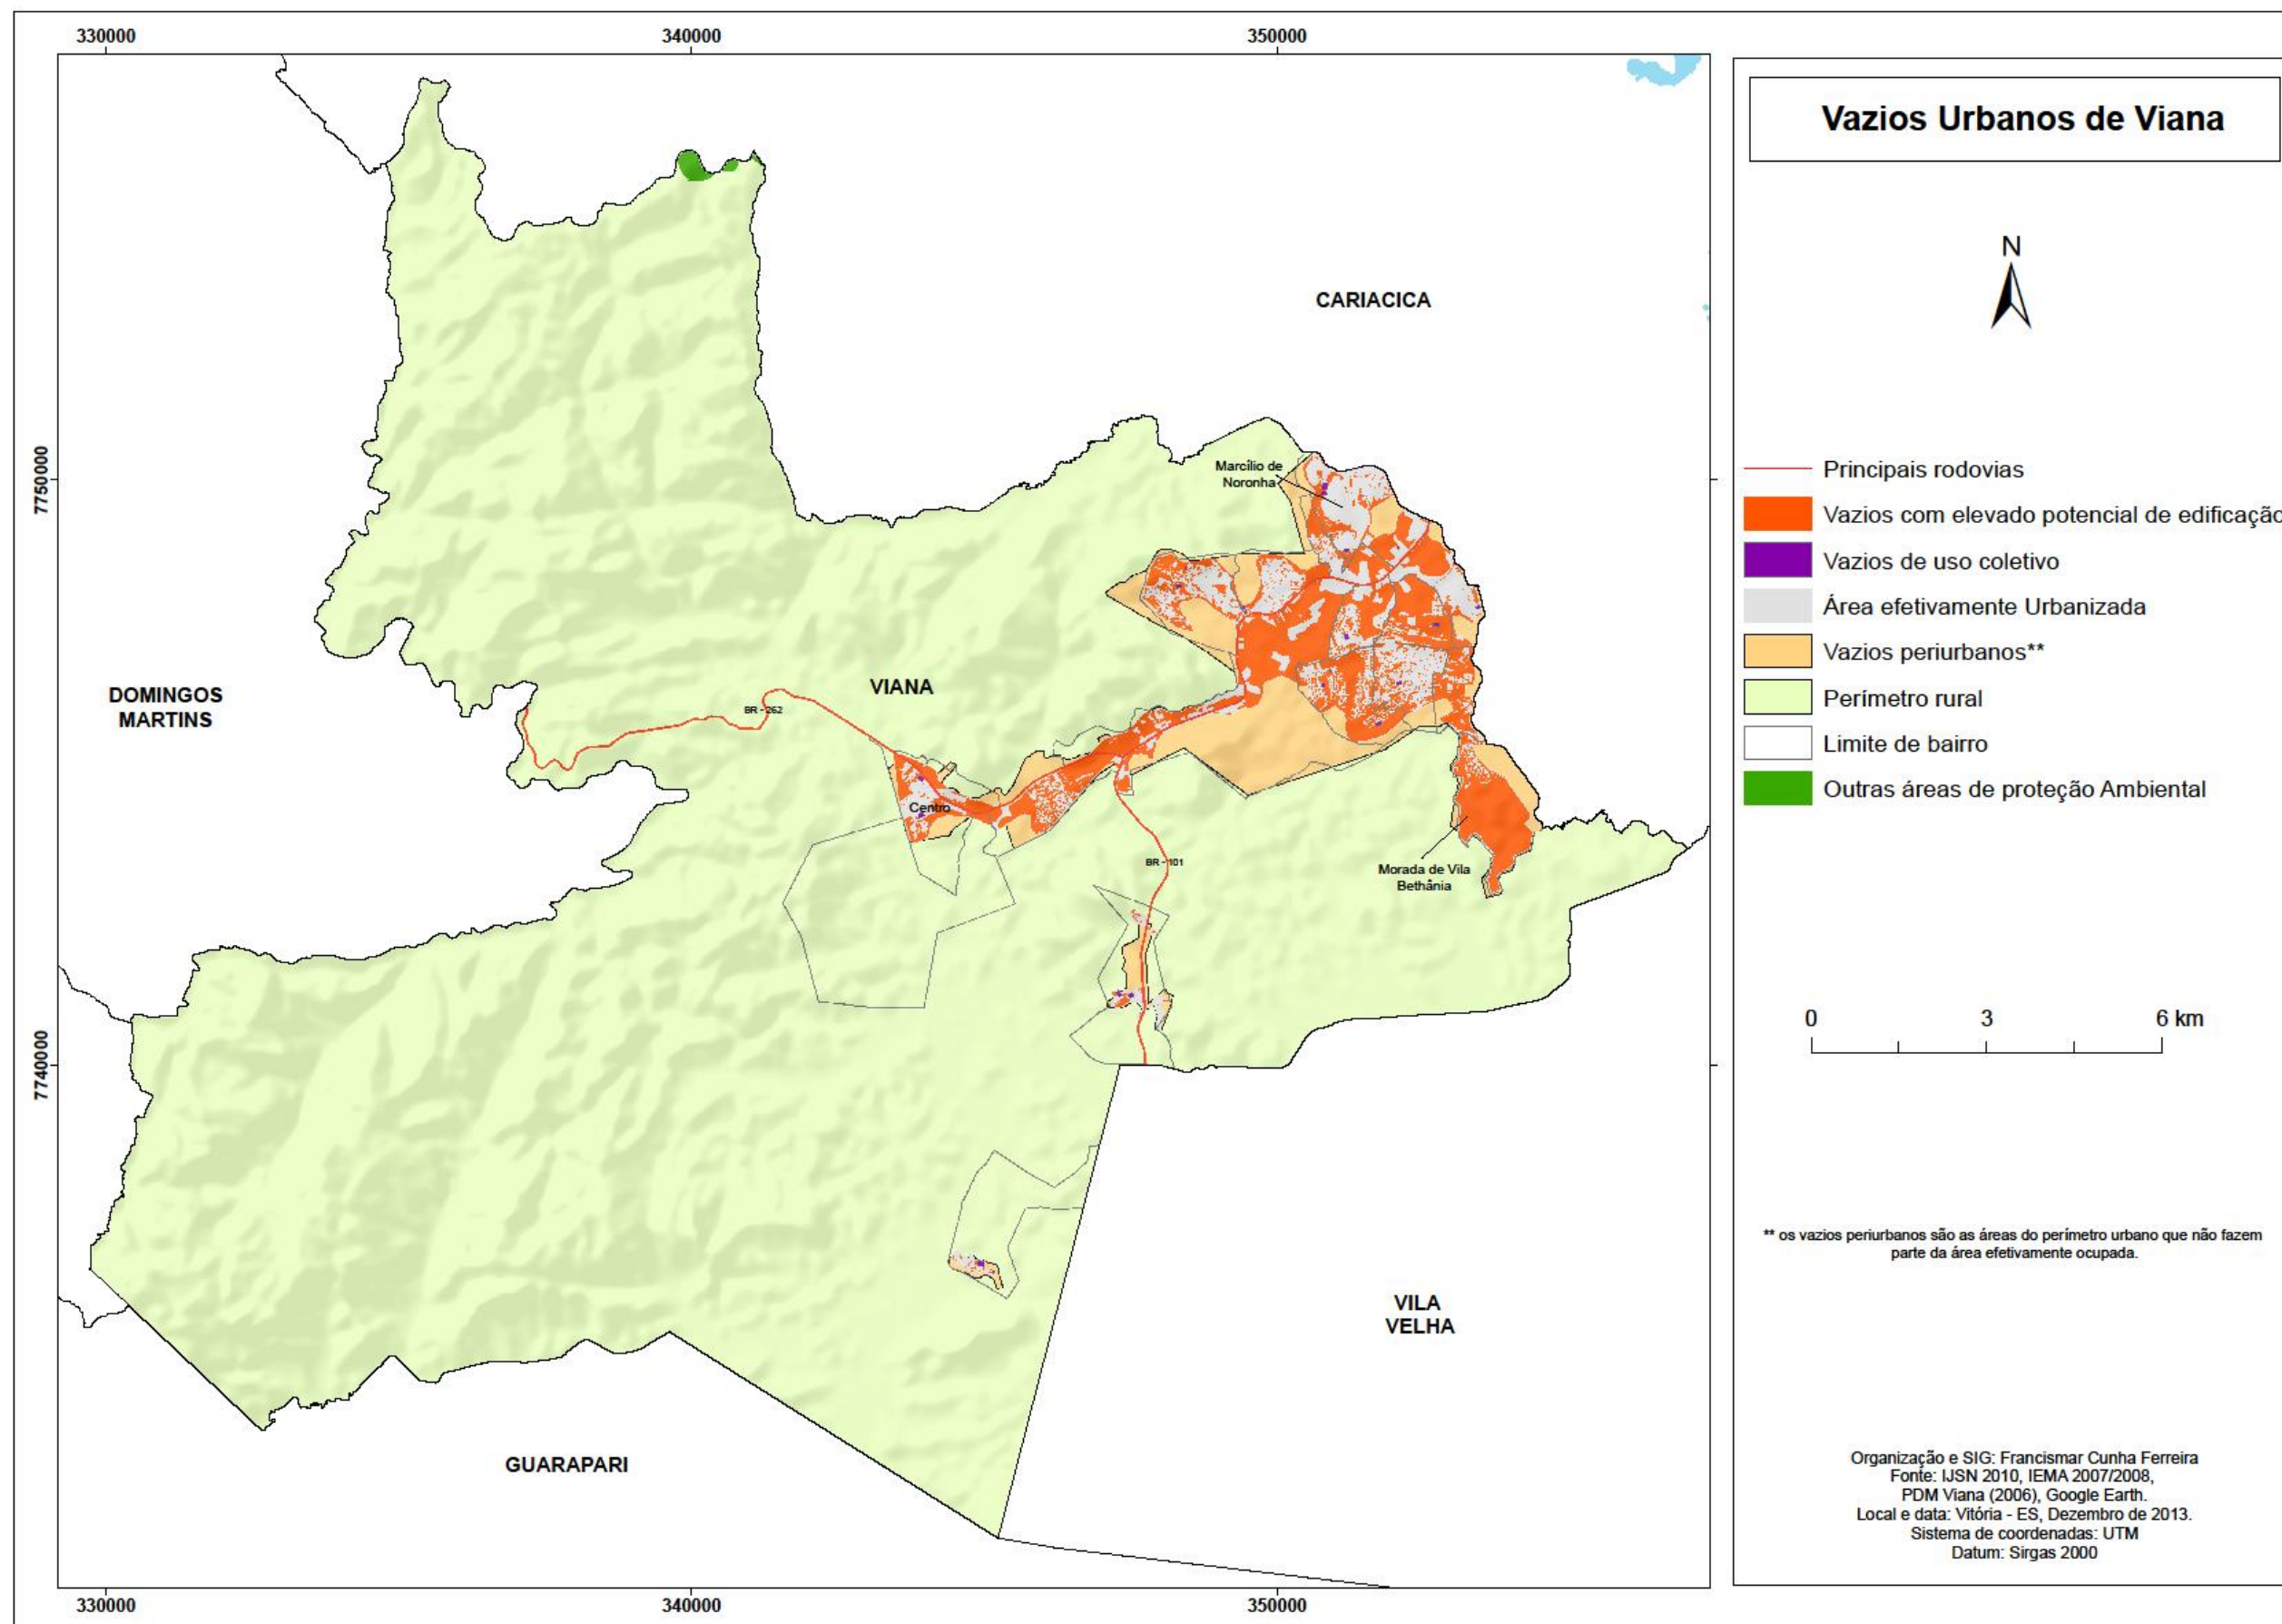 330000
340000
350000
Vazios Urbanos de Viana
N
CARIACICA
7750000
Marcílio de
Noronha
Principais rodovias
Vazios com elevado potencial de edificação
Vazios de uso coletivo
Área efetivamente Urbanizada
Vazios periurbanos**
Perímetro rural
Limite de bairro
Outras áreas de proteção Ambiental
DOMINGOS
MARTINS
VIANA
BR - 262
Centro
BR - 101
Morada de Vila
Bethânia
0
3
6 km
7740000
** os vazios periurbanos são as áreas do perímetro urbano que não fazem
parte da área efetivamente ocupada.
VILA
VELHA
GUARAPARI
Organização e SIG: Francismar Cunha Ferreira
Fonte: IJSN 2010, IEMA 2007/2008,
PDM Viana (2006), Google Earth.
Local e data: Vitória - ES, Dezembro de 2013.
Sistema de coordenadas: UTM
Datum: Sirgas 2000
330000
340000
350000